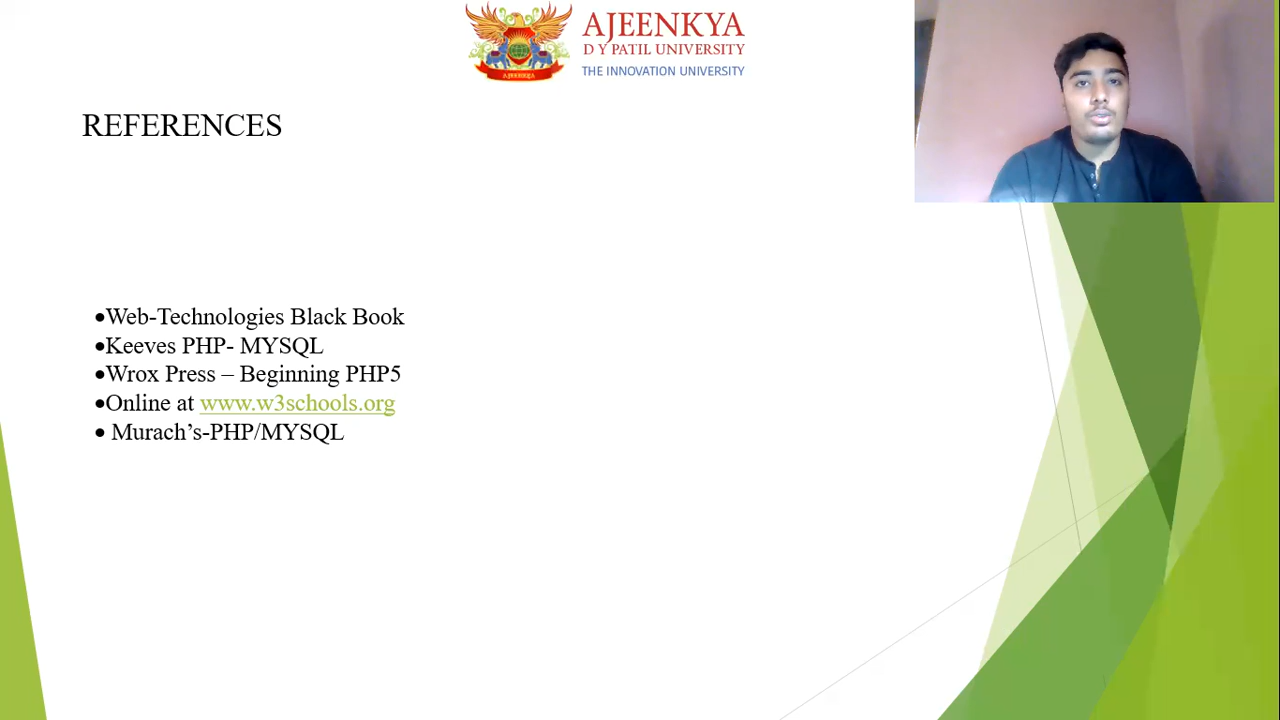 AJEENKYA
D Y PATIL UNIVERSITY
THE INNOVATION UNIVERSITY
AJEENKYA
REFERENCES
•Web-Technologies Black Book
•Keeves PHP- MYSQL
•Wrox Press – Beginning PHP5
•Online at www.w3schools.org
• Murach’s-PHP/MYSQL